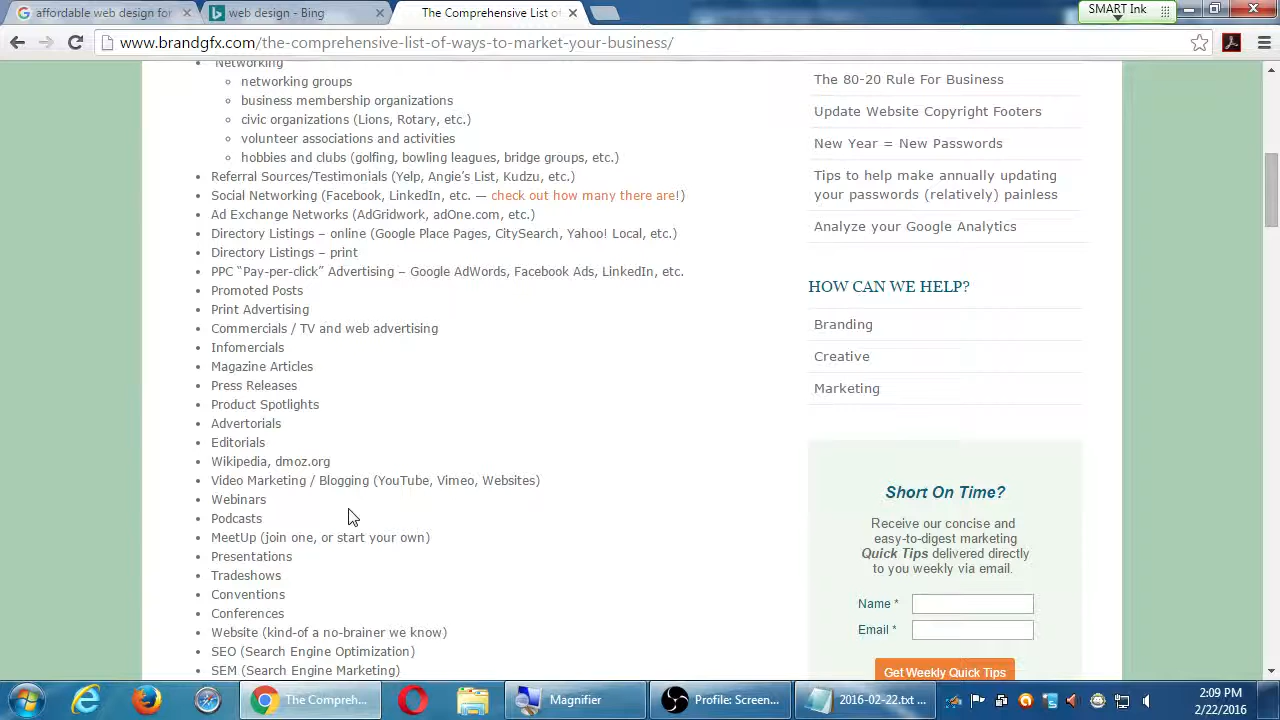 affordable web design for
web design - Bing
The Comprehensive List of
SMART Ink
www.brandgfx.com/the-comprehensive-list-of-ways-to-market-your-business/
Networking
networking groups
business membership organizations
civic organizations (Lions, Rotary, etc.)
volunteer associations and activities
hobbies and clubs (golfing, bowling leagues, bridge groups, etc.)
Referral Sources/Testimonials (Yelp, Angie's List, Kudzu, etc.)
Social Networking (Facebook, LinkedIn, etc. — check out how many there are!)
Ad Exchange Networks (AdGridwork, adOne.com, etc.)
Directory Listings – online (Google Place Pages, CitySearch, Yahoo! Local, etc.)
Directory Listings – print
PPC “Pay-per-click” Advertising – Google AdWords, Facebook Ads, LinkedIn, etc.
Promoted Posts
Print Advertising
Commercials / TV and web advertising
Infomercials
Magazine Articles
Press Releases
Product Spotlights
Advertorials
Editorials
Wikipedia, dmoz.org
Video Marketing / Blogging (YouTube, Vimeo, Websites)
Webinars
Podcasts
MeetUp (join one, or start your own)
Presentations
Tradeshows
Conventions
Conferences
Website (kind-of a no-brainer we know)
SEO (Search Engine Optimization)
SEM (Search Engine Marketing)
The 80-20 Rule For Business
Update Website Copyright Footers
New Year = New Passwords
Tips to help make annually updating
your passwords (relatively) painless
Analyze your Google Analytics
HOW CAN WE HELP?
Branding
Creative
Marketing
Short On Time?
Receive our concise and
easy-to-digest marketing
Quick Tips delivered directly
to you weekly via email.
Name *
Email *
Get Weekly Quick Tips
The Compreh...
Magnifier
Profile: Screen...
2016-02-22.txt ...
2:09 PM
2/22/2016